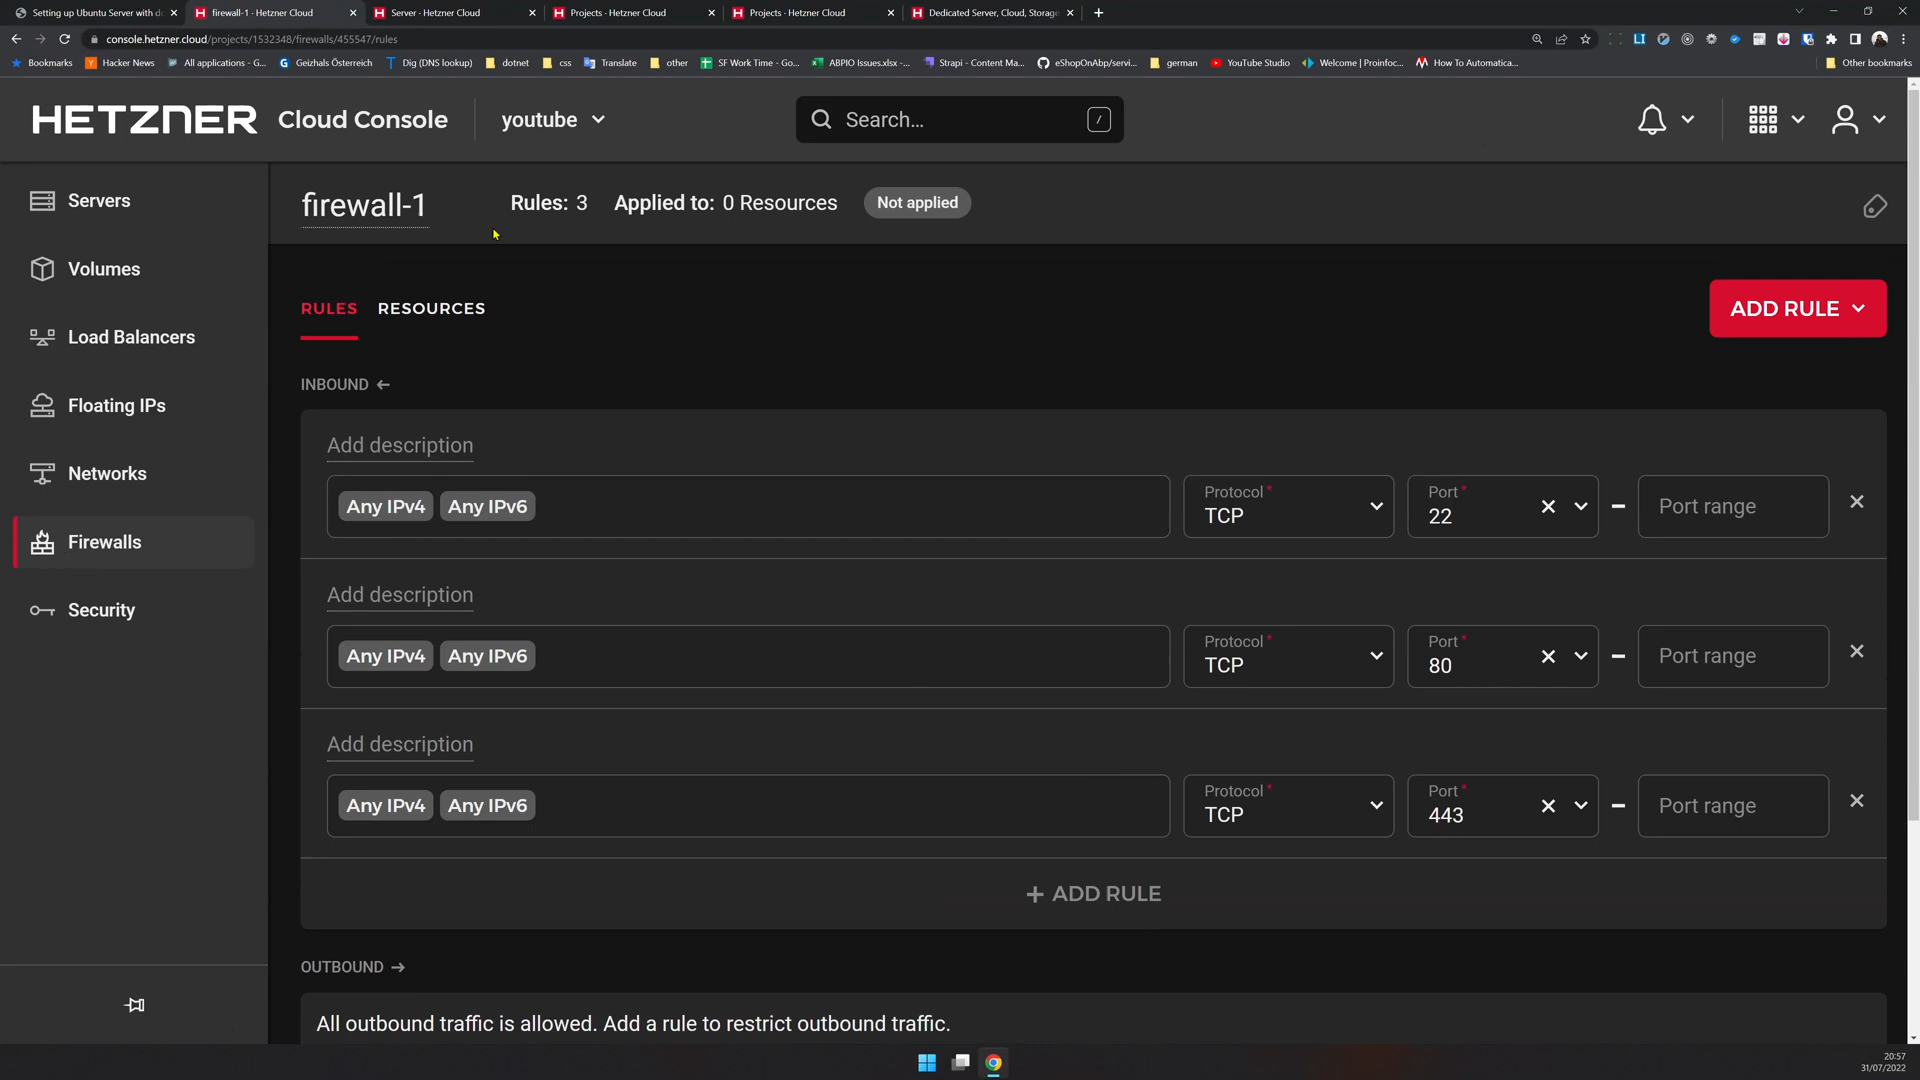 Setting up Ubuntu Server with d
firewall-1 · Hetzner Cloud
Server · Hetzner Cloud
Projects · Hetzner Cloud
Projects · Hetzner Cloud
Dedicated Server, Cloud, Storage
console.hetzner.cloud/projects/1532348/firewalls/455547/rules
Bookmarks
Hacker News
All applications - G...
Geizhals Österreich
Dig (DNS lookup)
dotnet
css
Translate
other
SF Work Time - Go...
ABPIO Issues.xlsx -...
Strapi - Content Ma...
eShopOnAbp/servi...
german
YouTube Studio
Welcome | Proinfoc...
How To Automatica...
Other bookmarks
HETZNER
Cloud Console
youtube
Search...
/
Servers
Volumes
Load Balancers
Floating IPs
Networks
Firewalls
Security
firewall-1
Rules: 3
Applied to: 0 Resources
Not applied
RULES
RESOURCES
ADD RULE
INBOUND
Add description
Any IPv4
Any IPv6
Protocol *
TCP
Port *
22
Port range
Add description
Any IPv4
Any IPv6
Protocol *
TCP
Port *
80
Port range
Add description
Any IPv4
Any IPv6
Protocol *
TCP
Port *
443
Port range
+ ADD RULE
OUTBOUND
All outbound traffic is allowed. Add a rule to restrict outbound traffic.
20:57
31/07/2022